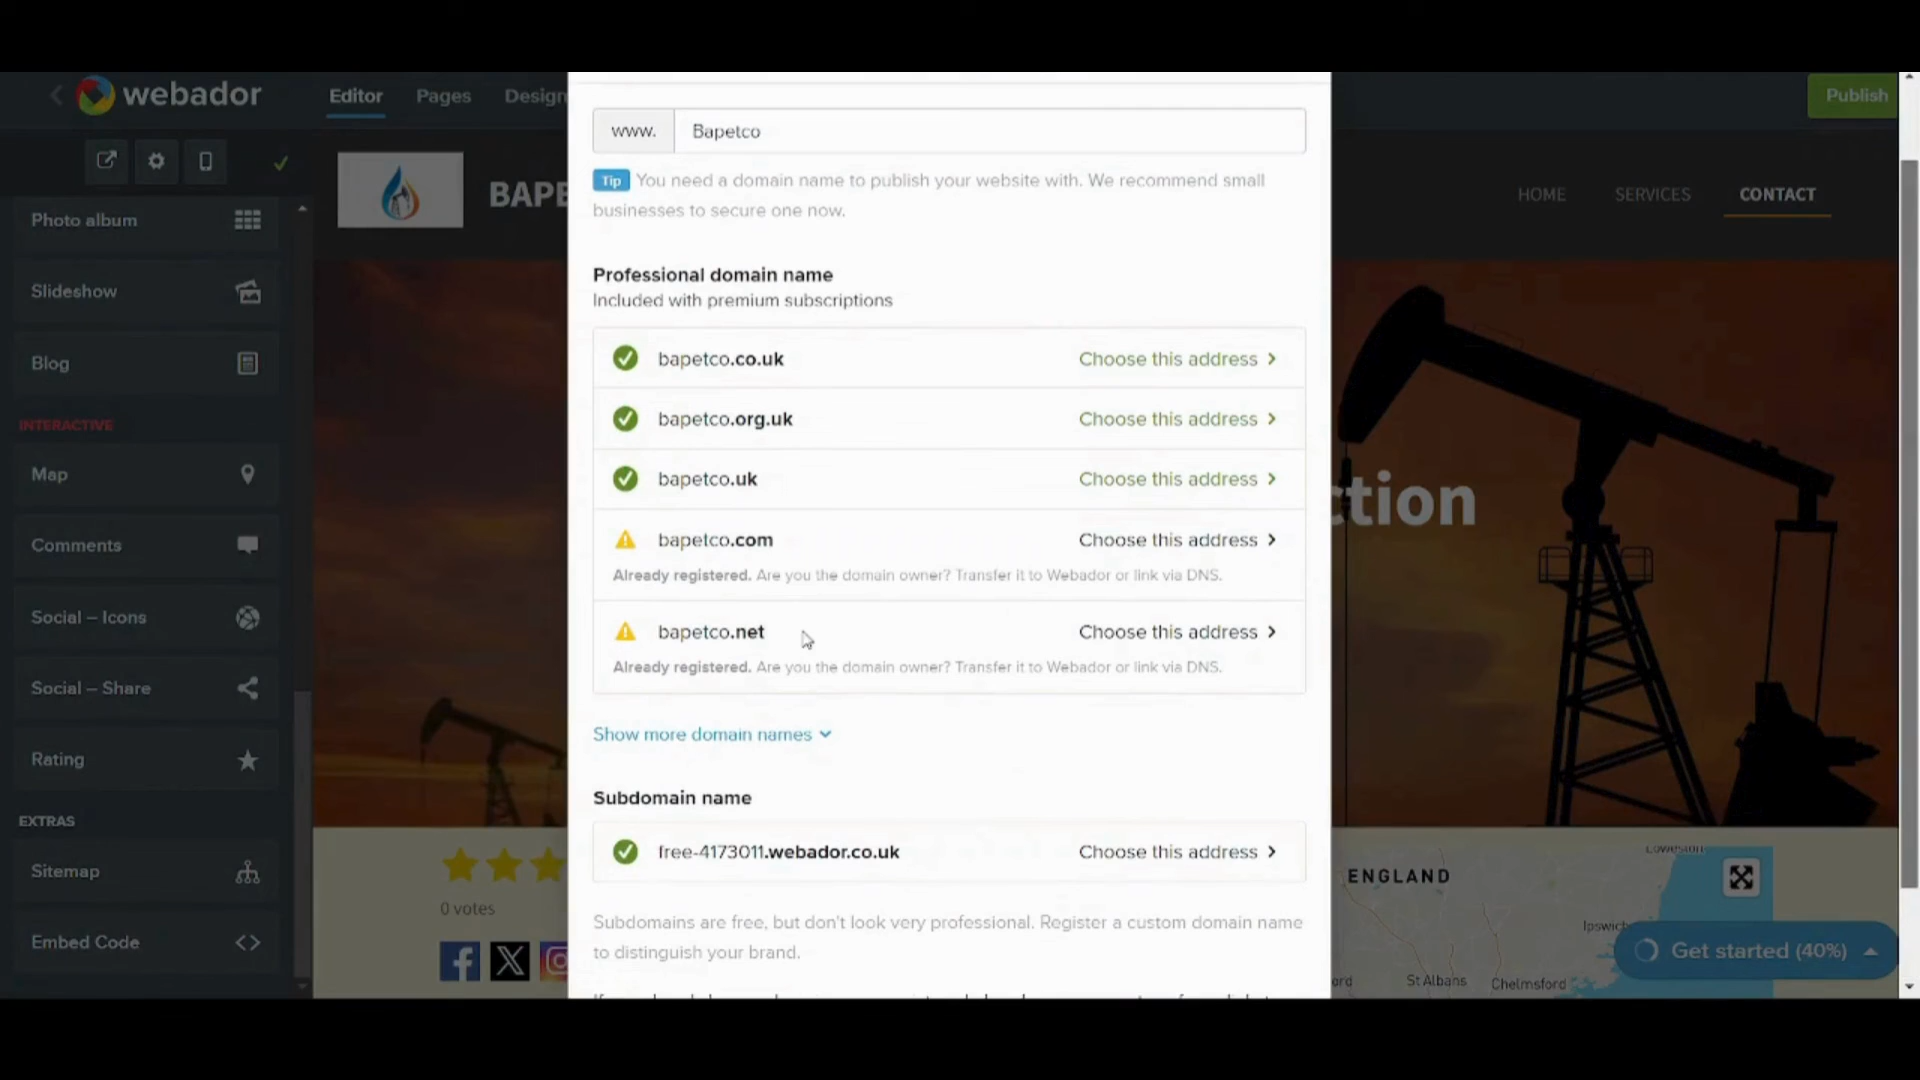 webador
Editor
Pages
Design
Publish
www.
Bapetco
Tip You need a domain name to publish your website with. We recommend small
businesses to secure one now.
BAPE
HOME
SERVICES
CONTACT
Photo album
Slideshow
Blog
INTERACTIVE
Map
Comments
Social – Icons
Social – Share
Rating
EXTRAS
Sitemap
Embed Code
Professional domain name
Included with premium subscriptions
bapetco.co.uk
Choose this address
bapetco.org.uk
Choose this address
bapetco.uk
Choose this address
bapetco.com
Choose this address
Already registered. Are you the domain owner? Transfer it to Webador or link via DNS.
bapetco.net
Choose this address
Already registered. Are you the domain owner? Transfer it to Webador or link via DNS.
Show more domain names
Subdomain name
free-4173011.webador.co.uk
Choose this address
Subdomains are free, but don't look very professional. Register a custom domain name
to distinguish your brand.
ction
0 votes
X
ENGLAND
Ipswich
St Albans
Chelmsford
Get started (40%)